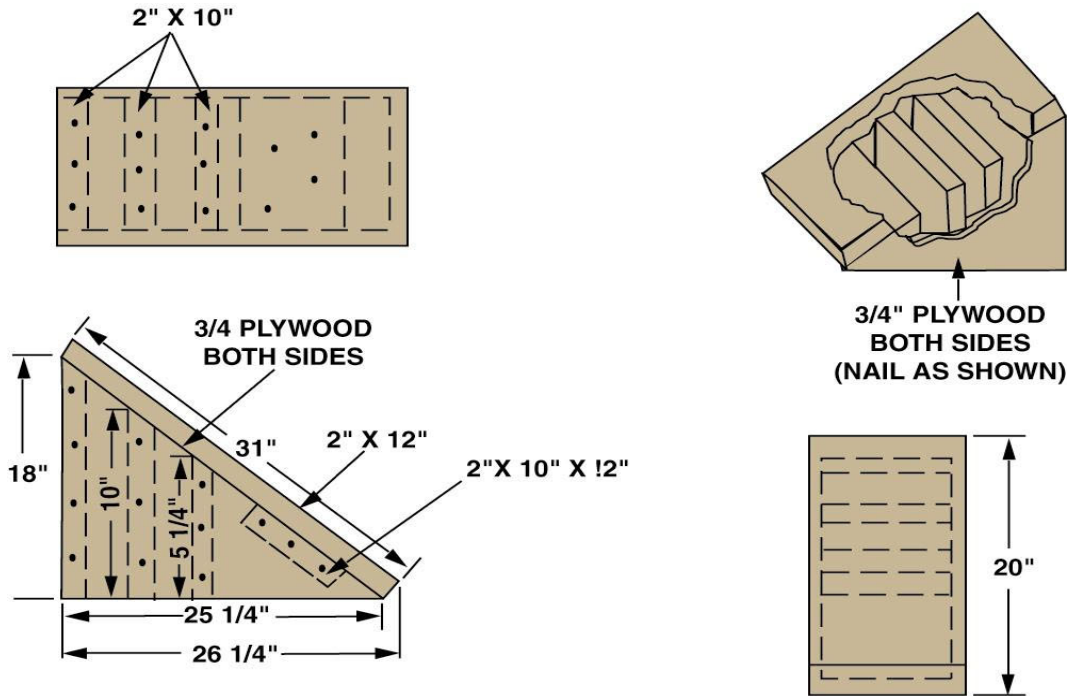 2" X 10"
3/4" PLYWOOD
BOTH SIDES
(NAIL AS SHOWN)
3/4 PLYWOOD
BOTH SIDES
31"
2" X 12"
2"X 10" X !2"
18"
10"
5 1/4"
25 1/4"
26 1/4"
20"